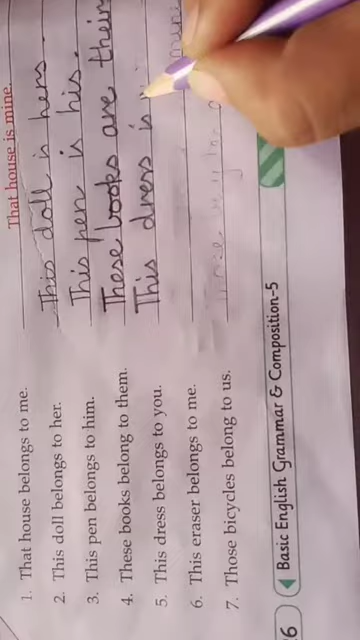 1. That house belongs to me. That house is mine.
2. This doll belongs to her. This doll is hers.
3. This pen belongs to him. This pen is his.
4. These books belong to them. These books are their
5. This dress belongs to you. This dress is
6. This eraser belongs to me.
7. Those bicycles belong to us.
26 Basic English Grammar & Composition-5